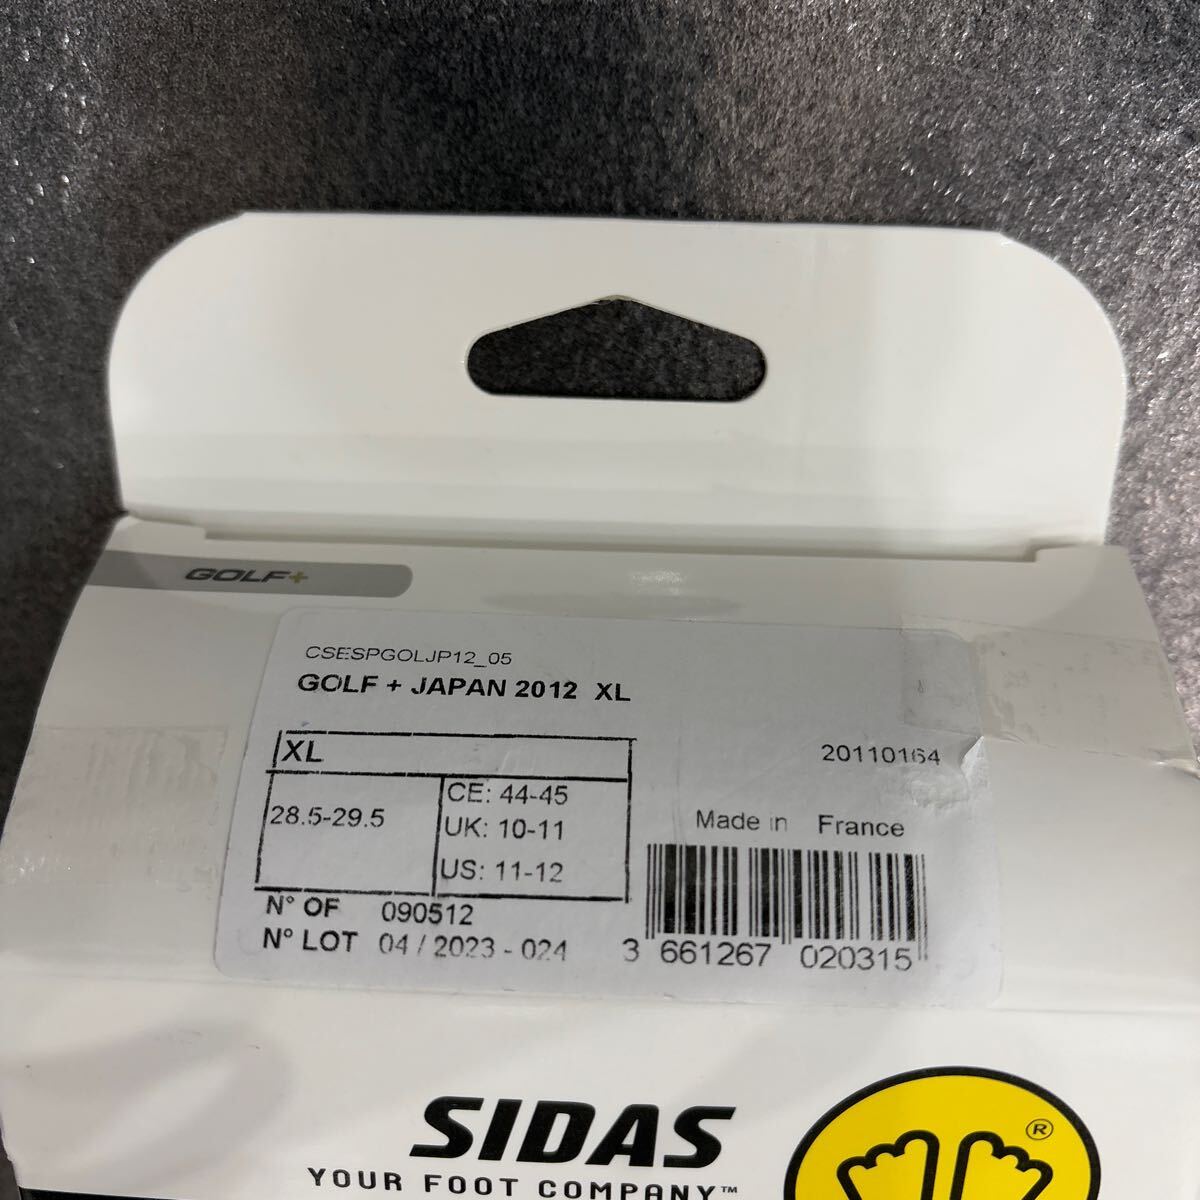 GOLF+
CSESPGOLJP12_05
GOLF + JAPAN 2012 XL
XL
20110164
28.5-29.5
CE: 44-45
UK: 10-11
US: 11-12
Made in France
N° OF 090512
N° LOT 04 / 2023 - 024
3 661267 020315
SIDAS
YOUR FOOT COMPANY™
®